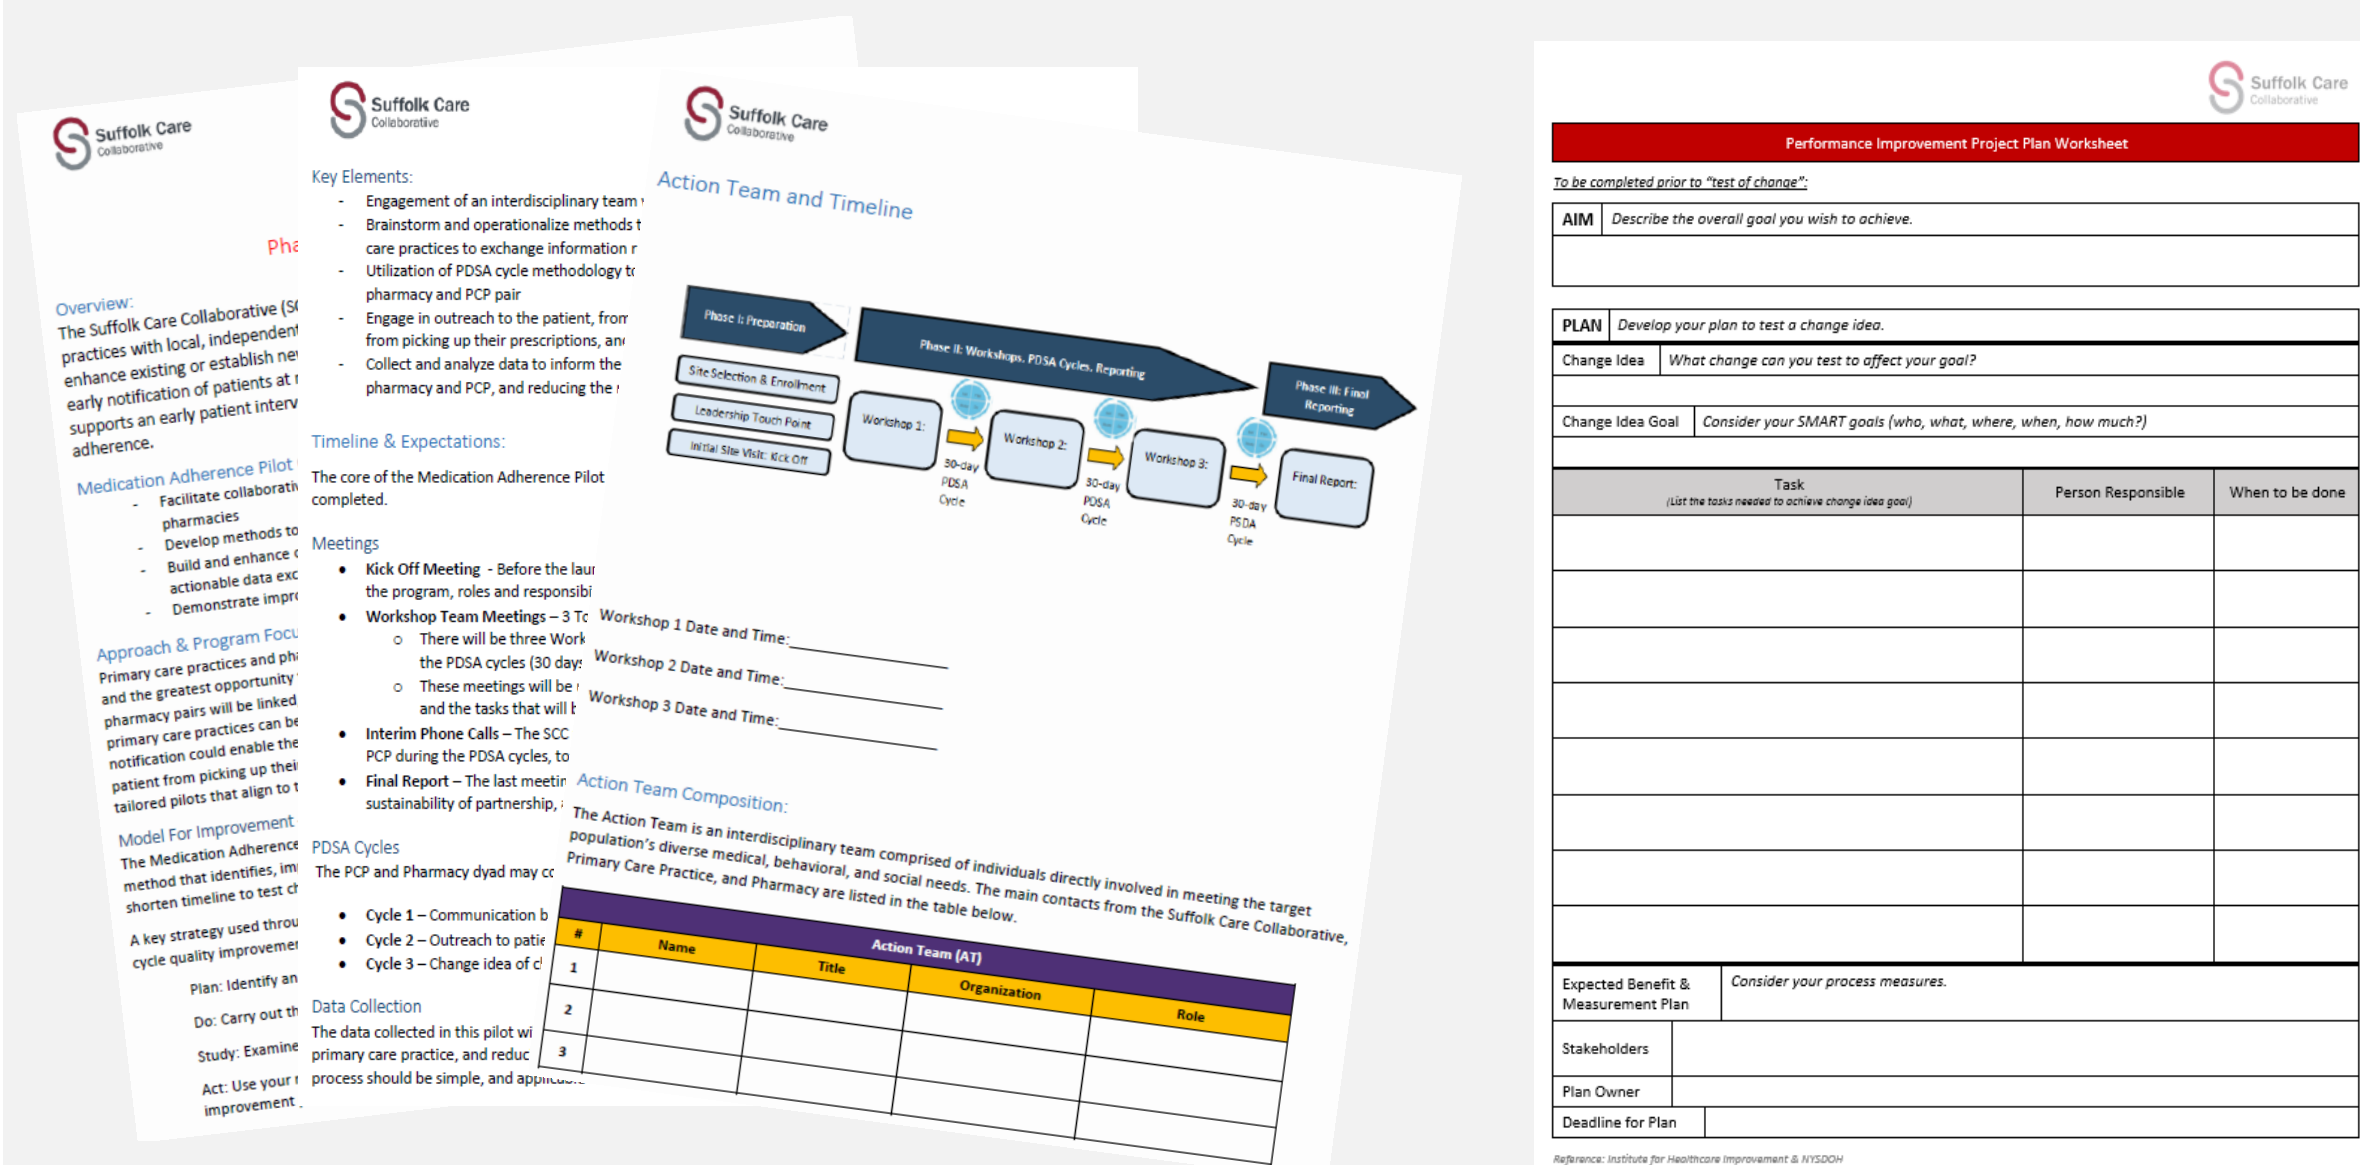 Suffolk Care
Collaborative
Pha
Overview:
The Suffolk Care Collaborative (SC
practices with local, independent
enhance existing or establish ne
early notification of patients at
supports an early patient interv
adherence.
Medication Adherence Pilot
- Facilitate collaborativ
pharmacies
- Develop methods to
- Build and enhance
actionable data exc
- Demonstrate impro
Approach & Program Focu
Primary care practices and pha
and the greatest opportunity
pharmacy pairs will be linked
primary care practices can be
notification could enable the
patient from picking up thei
tailored pilots that align to t
Model For Improvement
The Medication Adherence
method that identifies, im
shorten timeline to test ch
A key strategy used throu
cycle quality improvemen
Plan: Identify an
Do: Carry out th
Study: Examine
Act: Use your
improvement
Suffolk Care
Collaborative
Key Elements:
- Engagement of an interdisciplinary team
- Brainstorm and operationalize methods t
care practices to exchange information r
- Utilization of PDSA cycle methodology to
pharmacy and PCP pair
- Engage in outreach to the patient, from
from picking up their prescriptions, and
- Collect and analyze data to inform the
pharmacy and PCP, and reducing the
Timeline & Expectations:
The core of the Medication Adherence Pilot
completed.
Meetings
• Kick Off Meeting - Before the laun
the program, roles and responsibi
• Workshop Team Meetings – 3 To
o There will be three Work
the PDSA cycles (30 days
o These meetings will be
and the tasks that will b
• Interim Phone Calls – The SCC
PCP during the PDSA cycles, to
• Final Report – The last meetin
sustainability of partnership,
PDSA Cycles
The PCP and Pharmacy dyad may co
• Cycle 1 – Communication b
• Cycle 2 – Outreach to patie
• Cycle 3 – Change idea of c
Data Collection
The data collected in this pilot wi
primary care practice, and reduc
process should be simple, and applicab
Suffolk Care
Collaborative
Action Team and Timeline
Phase I: Preparation
Phase II: Workshops. PDSA Cycles. Reporting
Phase III: Final
Reporting
Site Selection & Enrollment
Leadership Touch Point
Initial Site Visit: Kick Off
Workshop 1:
30-day
PDSA
Cycle
Workshop 2:
30-day
PDSA
Cycle
Workshop 3:
30-day
PSDA
Cycle
Final Report:
Workshop 1 Date and Time:
Workshop 2 Date and Time:
Workshop 3 Date and Time:
Action Team Composition:
The Action Team is an interdisciplinary team comprised of individuals directly involved in meeting the target
population's diverse medical, behavioral, and social needs. The main contacts from the Suffolk Care Collaborative,
Primary Care Practice, and Pharmacy are listed in the table below.
Action Team (AT)
# Name Title Organization Role
1
2
3
Suffolk Care
Collaborative
Performance Improvement Project Plan Worksheet
To be completed prior to “test of change”:
AIM Describe the overall goal you wish to achieve.
PLAN Develop your plan to test a change idea.
Change Idea What change can you test to affect your goal?
Change Idea Goal Consider your SMART goals (who, what, where, when, how much?)
Task Person Responsible When to be done
(List the tasks needed to achieve change idea goal)
Expected Benefit & Consider your process measures.
Measurement Plan
Stakeholders
Plan Owner
Deadline for Plan
Reference: Institute for Healthcare Improvement & NYSDOH